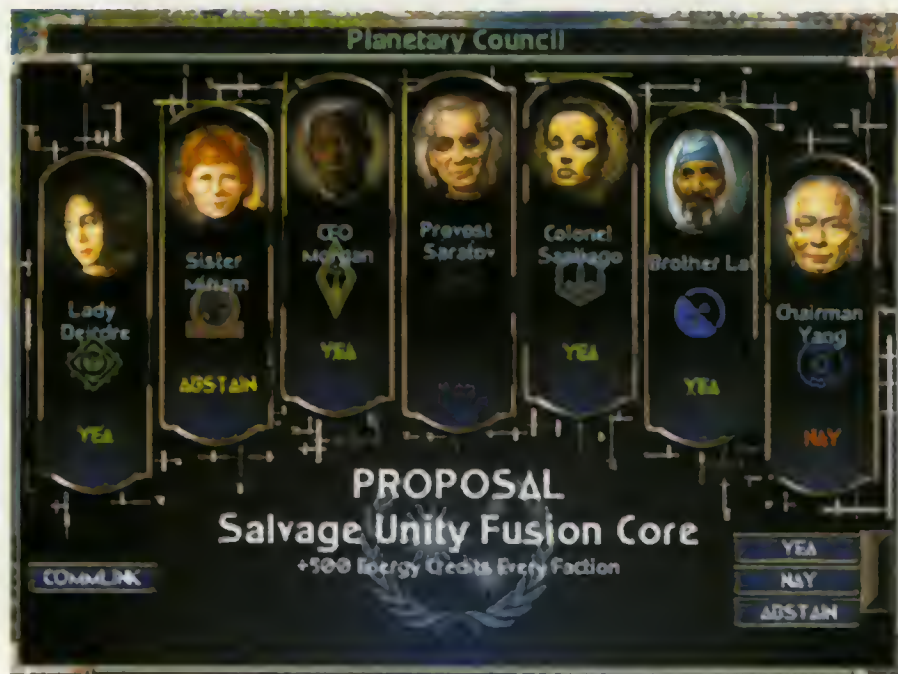 Planetary Council
Lady
Deirdre
YEA
Sister
Miriam
ABSTAIN
CEO
Morgan
YEA
Provost
Saratov
Colonel
Santiago
YEA
Brother Lal
YEA
Chairman
Yang
NAY
PROPOSAL
Salvage Unity Fusion Core
+500 Energy Credits Every Faction
COMMLINK
YEA
NAY
ABSTAIN